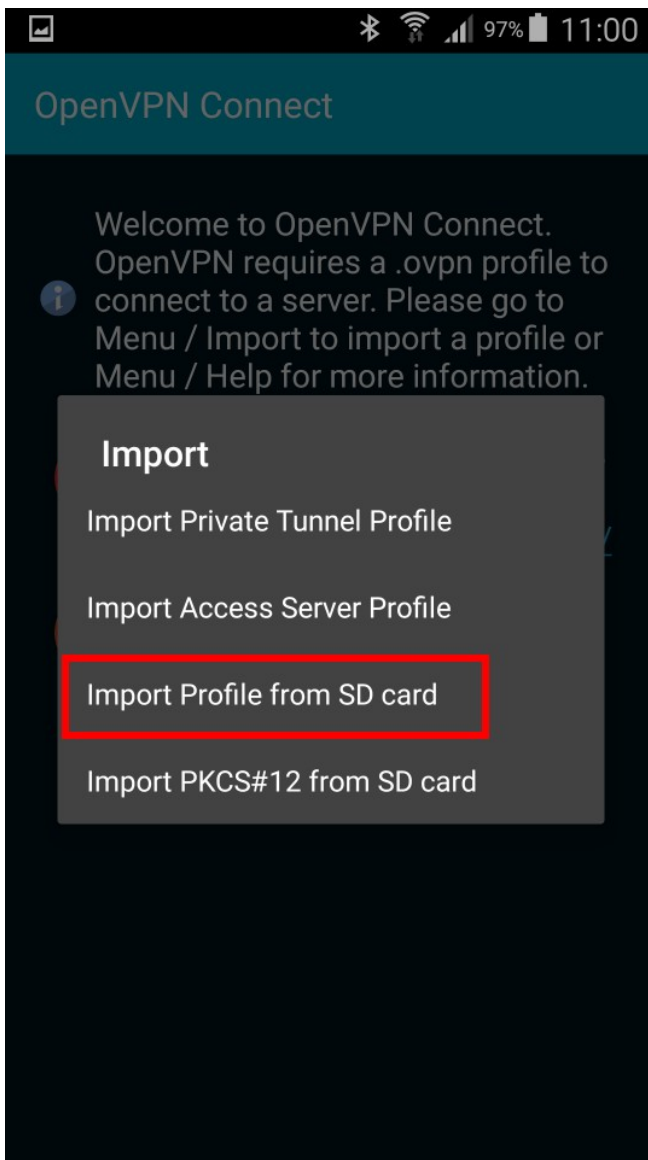 97% 11:00
OpenVPN Connect
Welcome to OpenVPN Connect.
OpenVPN requires a .ovpn profile to
connect to a server. Please go to
Menu / Import to import a profile or
Menu / Help for more information.
Import
Import Private Tunnel Profile
Import Access Server Profile
Import Profile from SD card
Import PKCS#12 from SD card